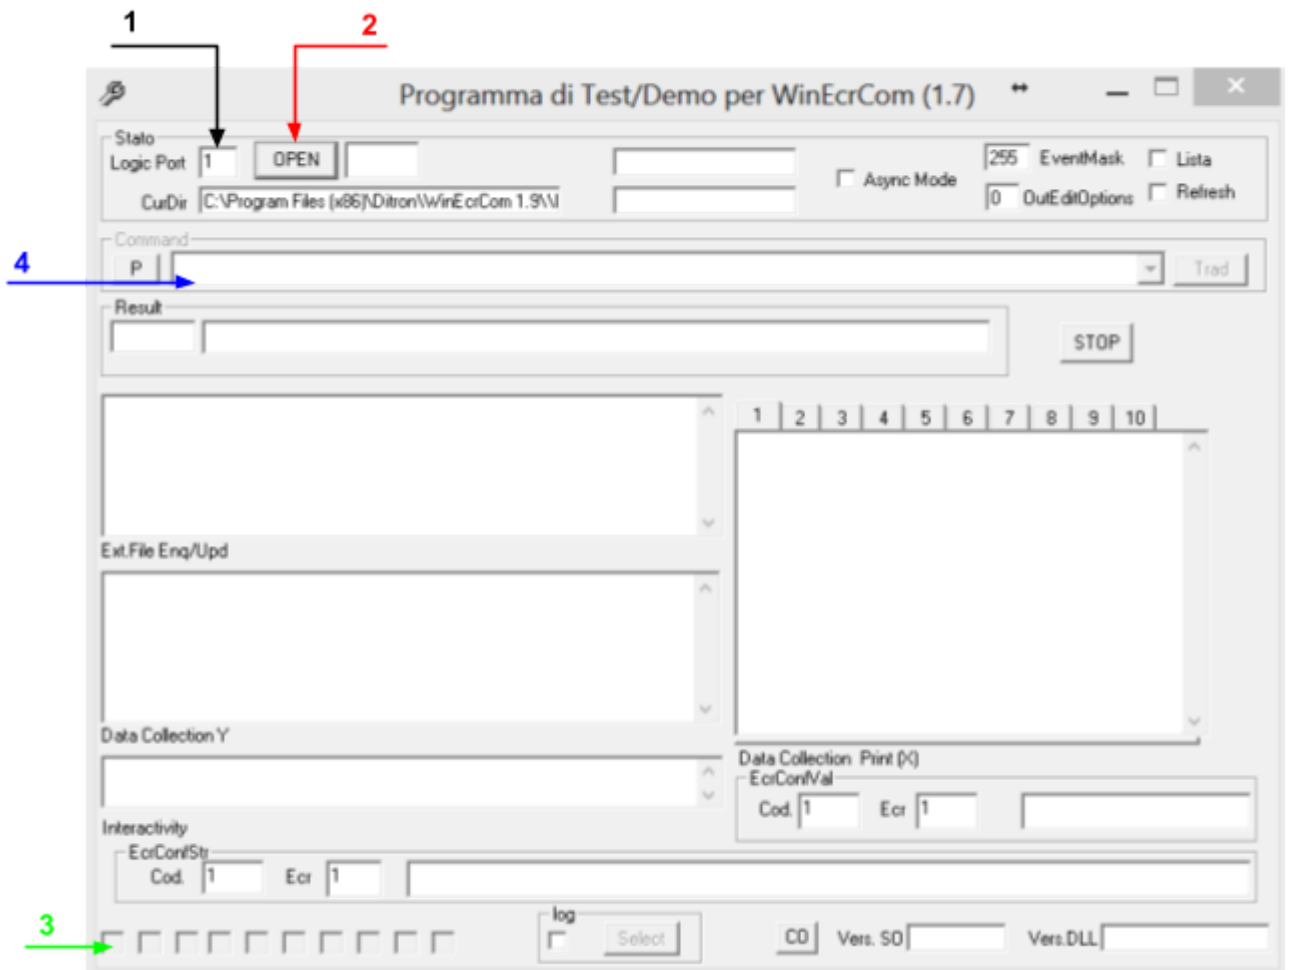 1 2
Programma di Test/Demo per WinEcrCom (1.7)
Stato
Logic Port 1 OPEN 255 EventMask Lista
Async Mode
CurDir C:\Program Files (x86)\Ditron\WinEcrCom 1.9\\ 0 OutEditOptions Refresh
Command
4 P Trad
Result
STOP
1 2 3 4 5 6 7 8 9 10
Ext.File Enq/Upd
Data Collection Y
Data Collection Print (X)
EcrConfVal
Cod. 1 Ecr 1
Interactivity
EcrConfStr
Cod. 1 Ecr 1
3 log
Select CO Vers. SO Vers.DLL